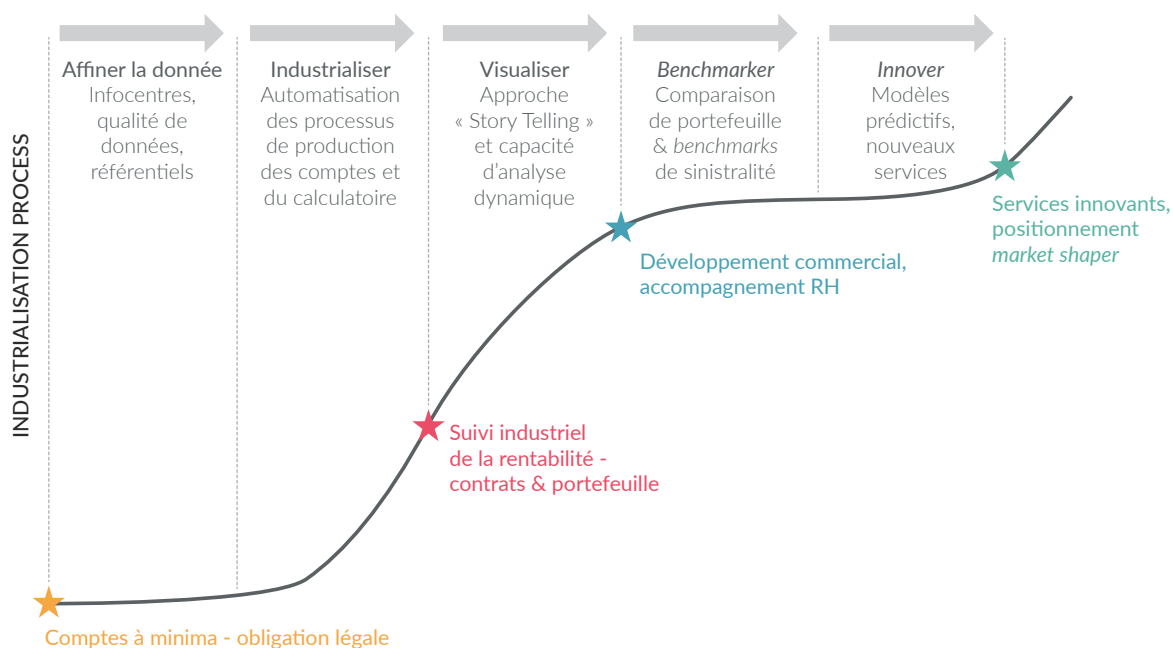 INDUSTRIALISATION PROCESS
Affiner la donnée
Infocentres,
qualité de
données,
référentiels
Industrialiser
Automatisation
des processus
de production
des comptes et
du calculatoire
Visualiser
Approche
« Story Telling »
et capacité
d’analyse
dynamique
Benchmarker
Comparaison
de portefeuille
& benchmarks
de sinistralité
Innover
Modèles
prédictifs,
nouveaux
services
Services innovants,
positionnement
market shaper
Développement commercial,
accompagnement RH
Suivi industriel
de la rentabilité -
contrats & portefeuille
Comptes à minima - obligation légale